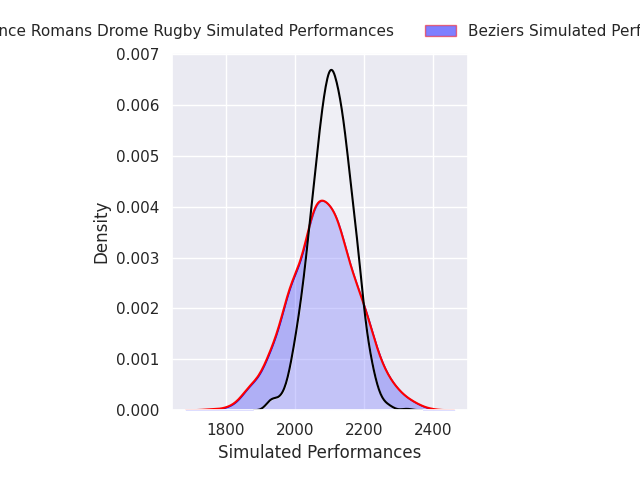 nce Romans Drome Rugby Simulated Performances Beziers Simulated Perf
0.007
0.006
0.005
0.004
0.003
0.002
0.001
0.000
Density
1800 2000 2200 2400
Simulated Performances